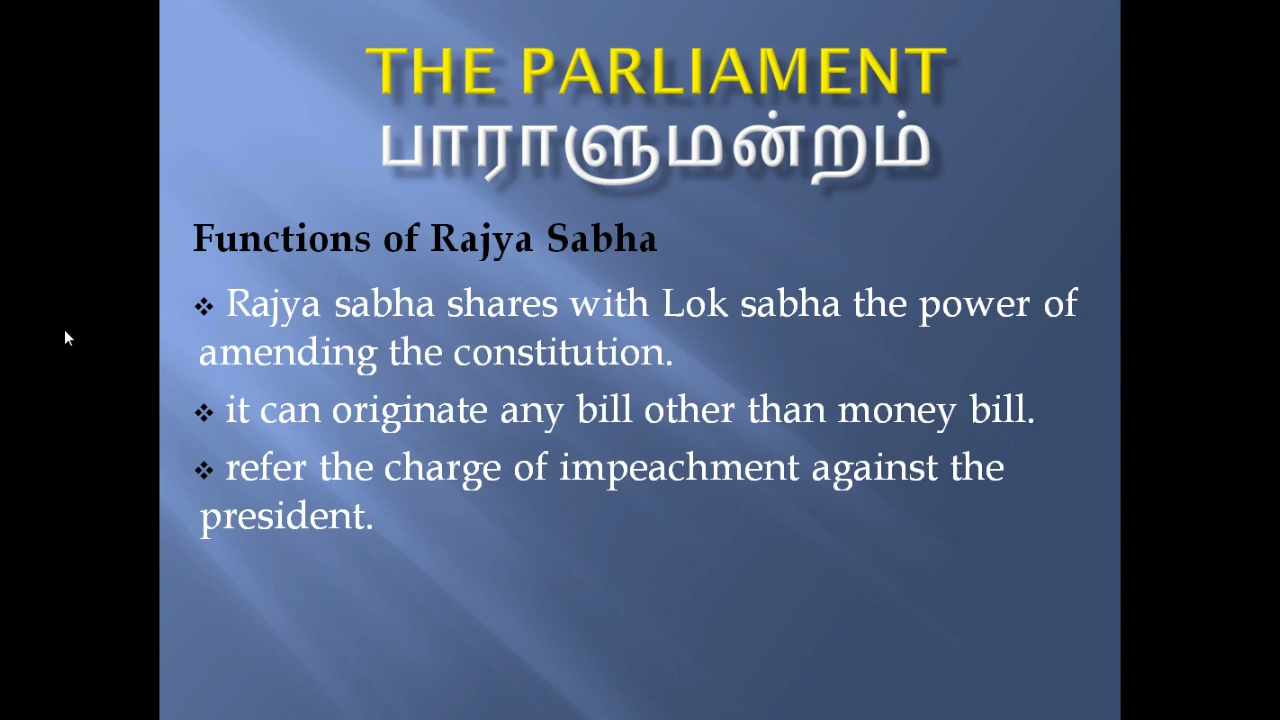 THE PARLIAMENT
பாராளுமன்றம்
Functions of Rajya Sabha
❖ Rajya sabha shares with Lok sabha the power of
amending the constitution.
❖ it can originate any bill other than money bill.
❖ refer the charge of impeachment against the
president.